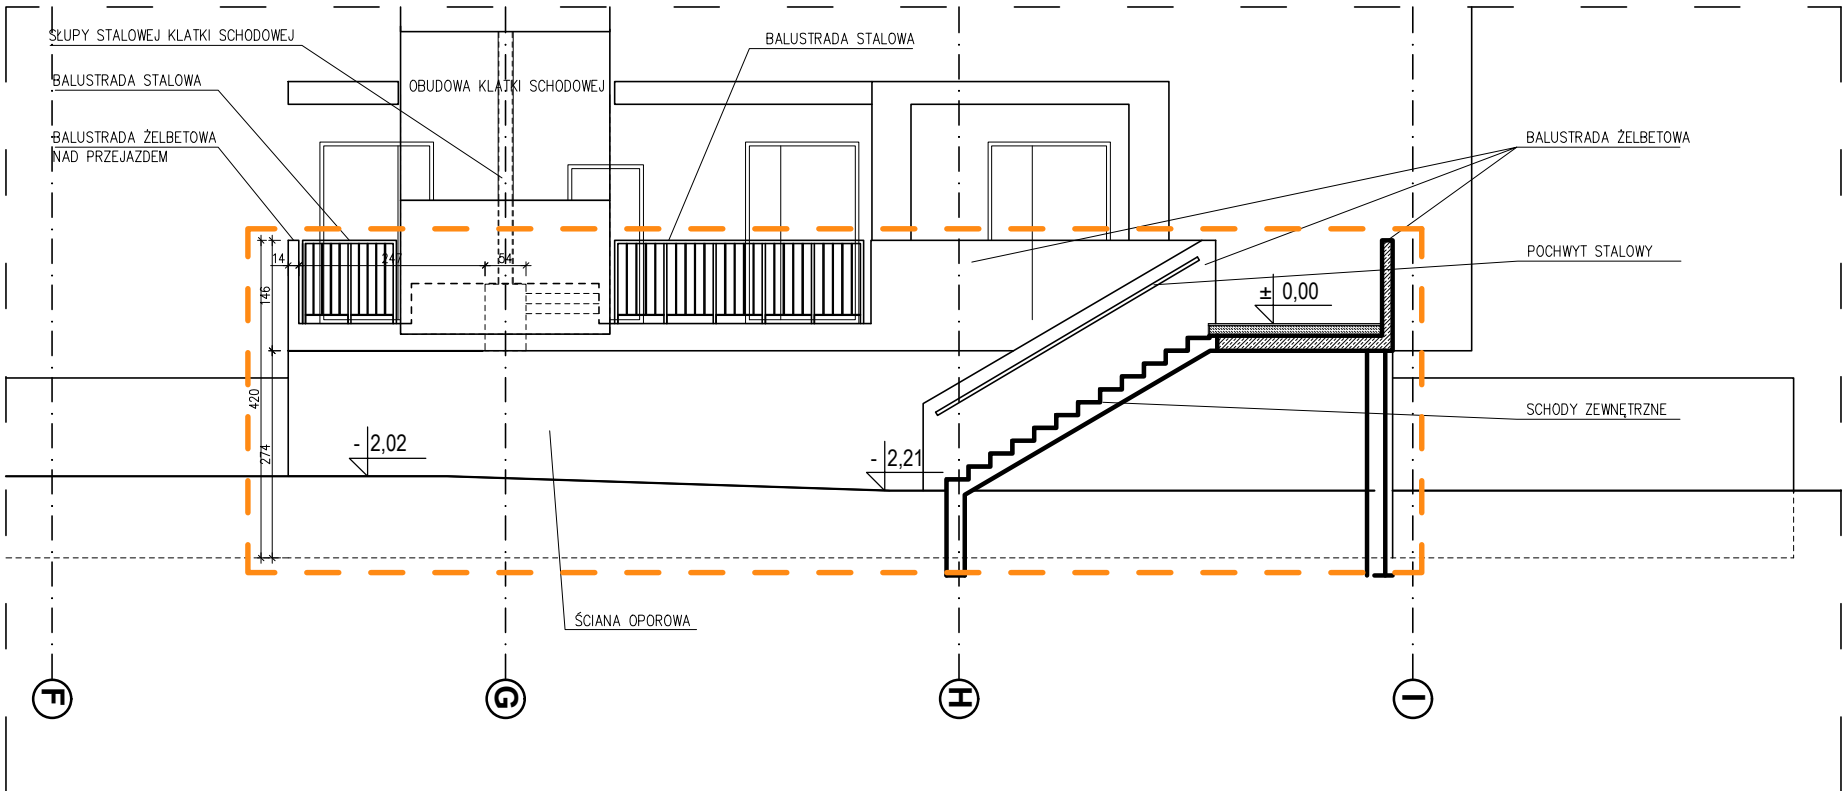 SŁUPY STALOWEJ KLATKI SCHODOWEJ
BALUSTRADA STALOWA
BALUSTRADA STALOWA
OBUDOWA KLATKI SCHODOWEJ
BALUSTRADA ŻELBETOWA
NAD PRZEJAZDEM
BALUSTRADA ŻELBETOWA
POCHWYT STALOWY
14
247
54
146
± 0,00
420
274
- 2,02
- 2,21
SCHODY ZEWNĘTRZNE
ŚCIANA OPOROWA
F
G
H
I